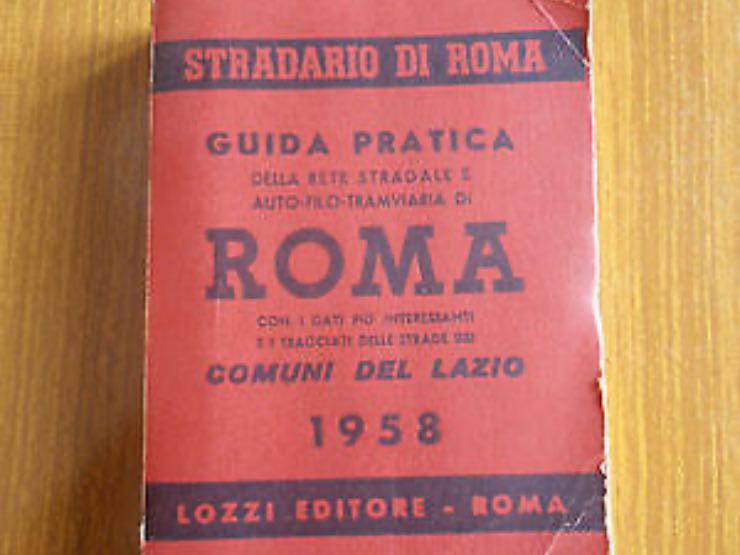 STRADARIO DI ROMA
GUIDA PRATICA
DELLA RETE STRADALE E
AUTO-FILO-TRAMVIARIA DI
ROMA
CON I DATI PIÙ INTERESSANTI
E I TRACCIATI DELLE STRADE DEI
COMUNI DEL LAZIO
1958
LOZZI EDITORE - ROMA